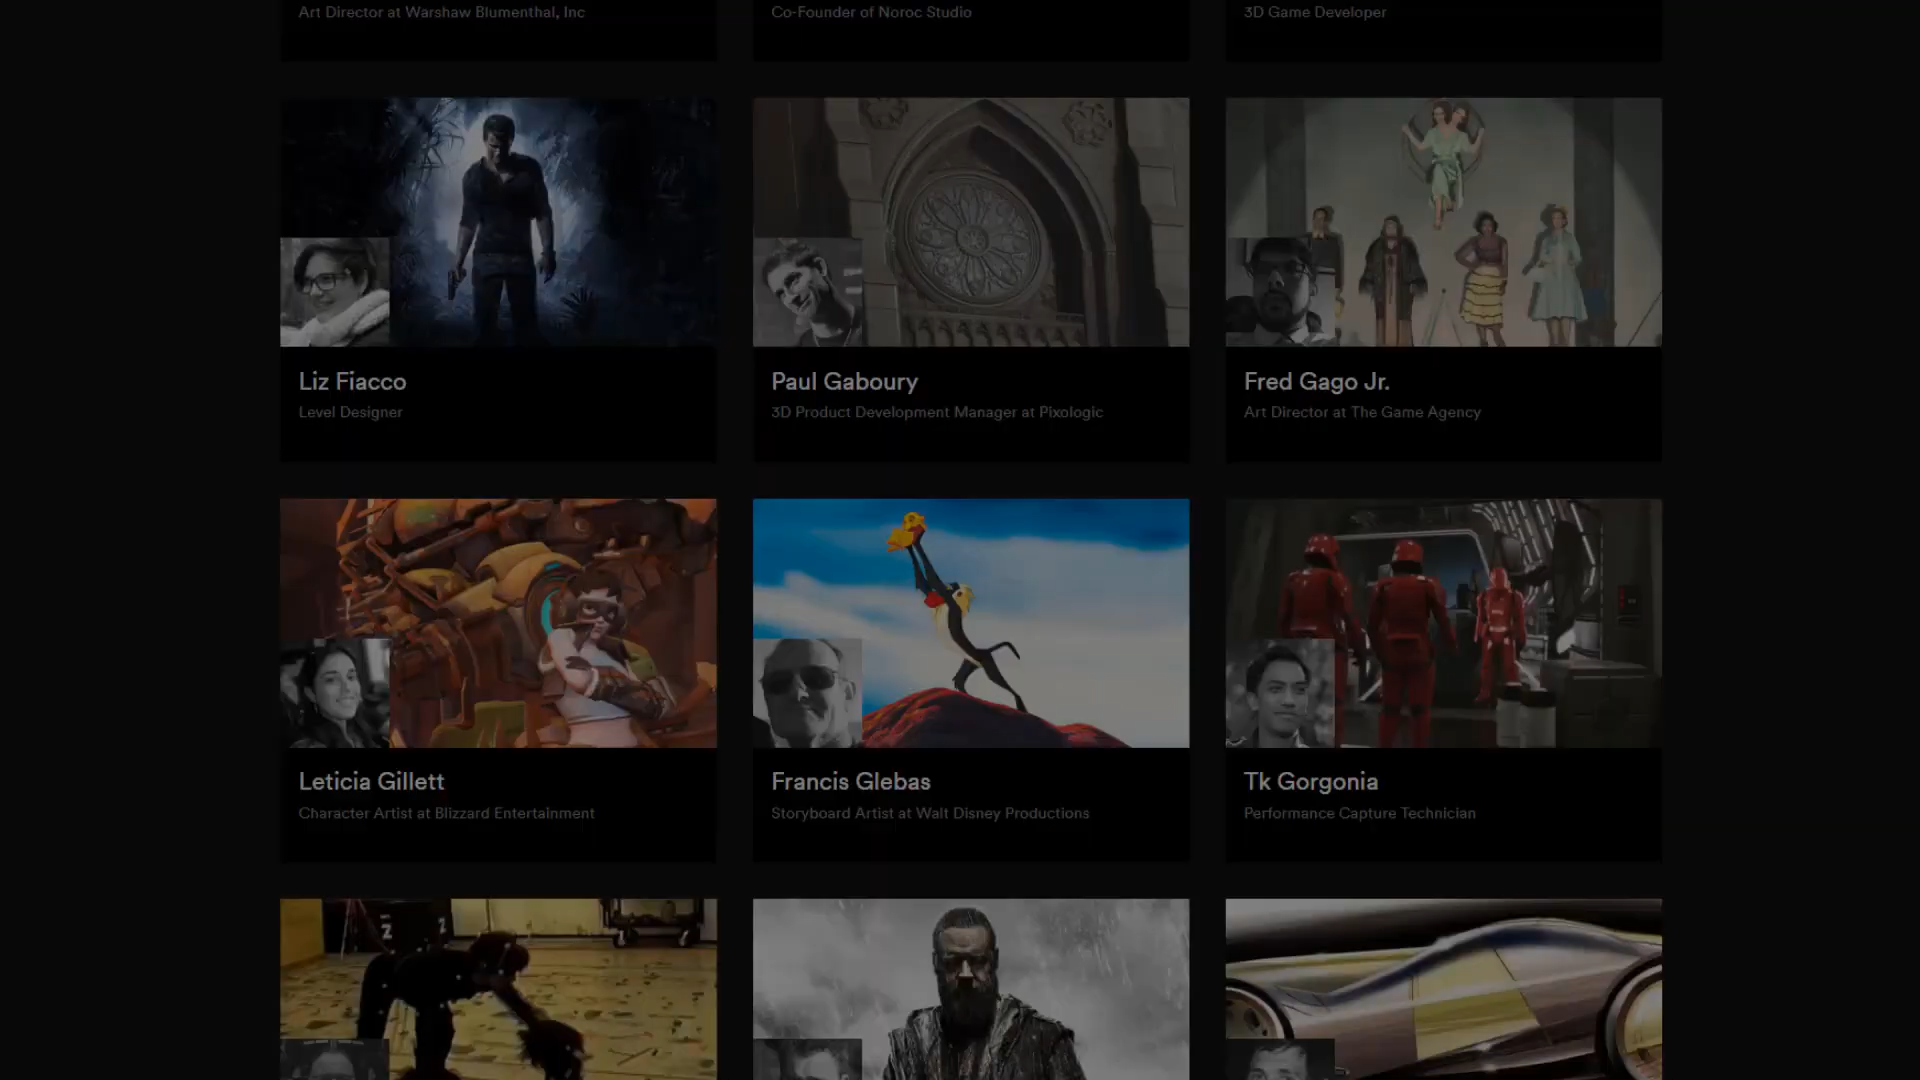 Art Director at Warshaw Blumenthal, Inc
Co-Founder of Noroc Studio
3D Game Developer
Liz Fiacco
Level Designer
Paul Gaboury
3D Product Development Manager at Pixologic
Fred Gago Jr.
Art Director at The Game Agency
Leticia Gillett
Character Artist at Blizzard Entertainment
Francis Glebas
Storyboard Artist at Walt Disney Productions
Tk Gorgonia
Performance Capture Technician